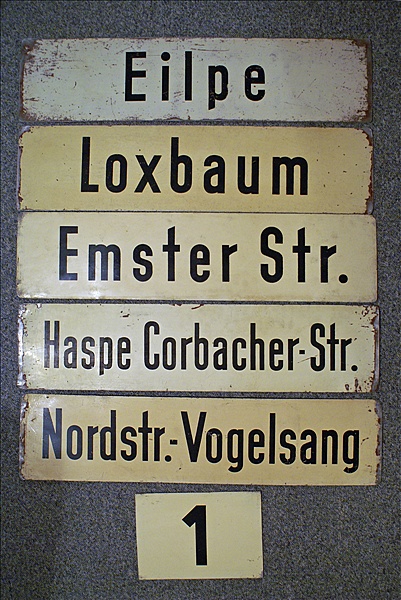 Eilpe
Loxbaum
Emster Str.
Haspe Corbacher-Str.
Nordstr.-Vogelsang
1